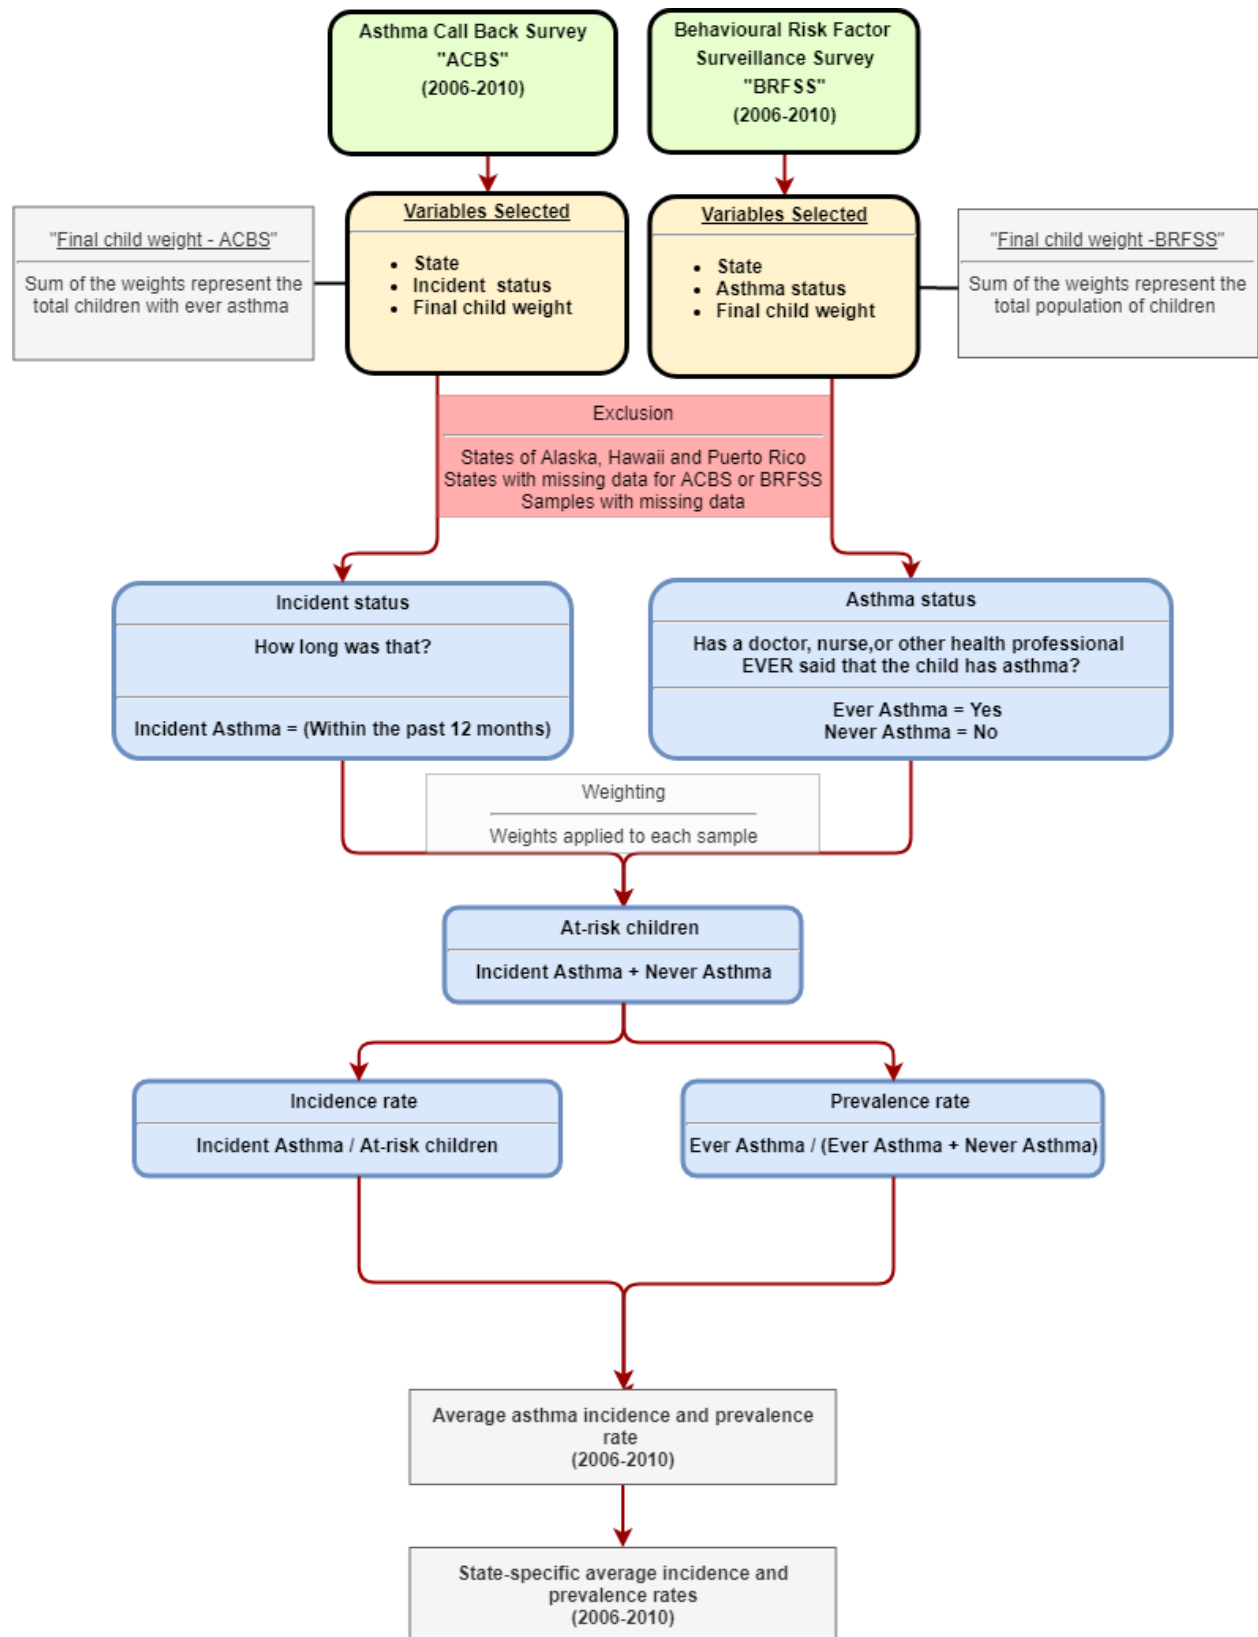 Asthma Call Back Survey
"ACBS"
(2006-2010)
Behavioural Risk Factor
Surveillance Survey
"BRFSS"
(2006-2010)
"Final child weight - ACBS"
Sum of the weights represent the
total children with ever asthma
Variables Selected
• State
• Incident status
• Final child weight
Variables Selected
• State
• Asthma status
• Final child weight
"Final child weight -BRFSS"
Sum of the weights represent the
total population of children
Exclusion
States of Alaska, Hawaii and Puerto Rico
States with missing data for ACBS or BRFSS
Samples with missing data
Incident status
How long was that?
Incident Asthma = (Within the past 12 months)
Asthma status
Has a doctor, nurse,or other health professional
EVER said that the child has asthma?
Ever Asthma = Yes
Never Asthma = No
Weighting
Weights applied to each sample
At-risk children
Incident Asthma + Never Asthma
Incidence rate
Incident Asthma / At-risk children
Prevalence rate
Ever Asthma / (Ever Asthma + Never Asthma)
Average asthma incidence and prevalence
rate
(2006-2010)
State-specific average incidence and
prevalence rates
(2006-2010)